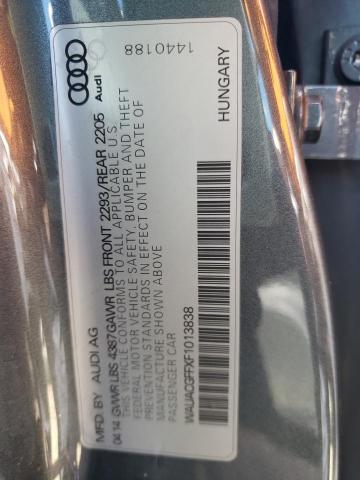 MFD. BY AUDI AG
04 14 GVWR LBS 4387/GAWR LBS FRONT 2293/REAR 2205
THIS VEHICLE CONFORMS TO ALL APPLICABLE U.S.
FEDERAL MOTOR VEHICLE SAFETY, BUMPER AND THEFT
PREVENTION STANDARDS IN EFFECT ON THE DATE OF
MANUFACTURE SHOWN ABOVE
PASSENGER CAR
WAUACGFFXF1013838
HUNGARY
Audi
1440188